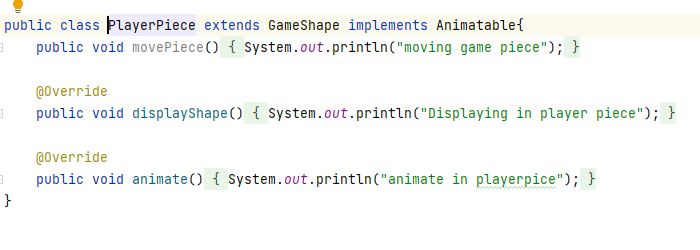 public class PlayerPiece extends GameShape implements Animatable{
public void movePiece() { System.out.println("moving game piece"); }
@Override
public void displayShape() { System.out.println("Displaying in player piece"); }
@Override
public void animate() { System.out.println("animate in playerpice"); }
}